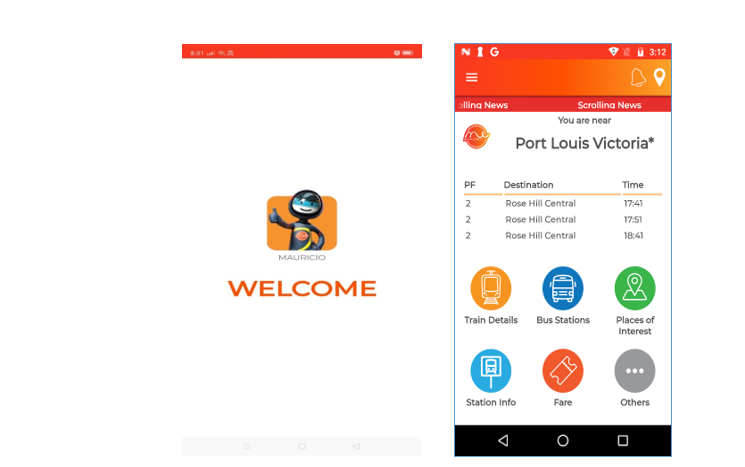 8:31
MAURICIO
WELCOME
3:12
olling News Scrolling News
You are near
me
Port Louis Victoria*
PF Destination Time
2 Rose Hill Central 17:41
2 Rose Hill Central 17:51
2 Rose Hill Central 18:41
Train Details Bus Stations Places of Interest
Station Info Fare Others